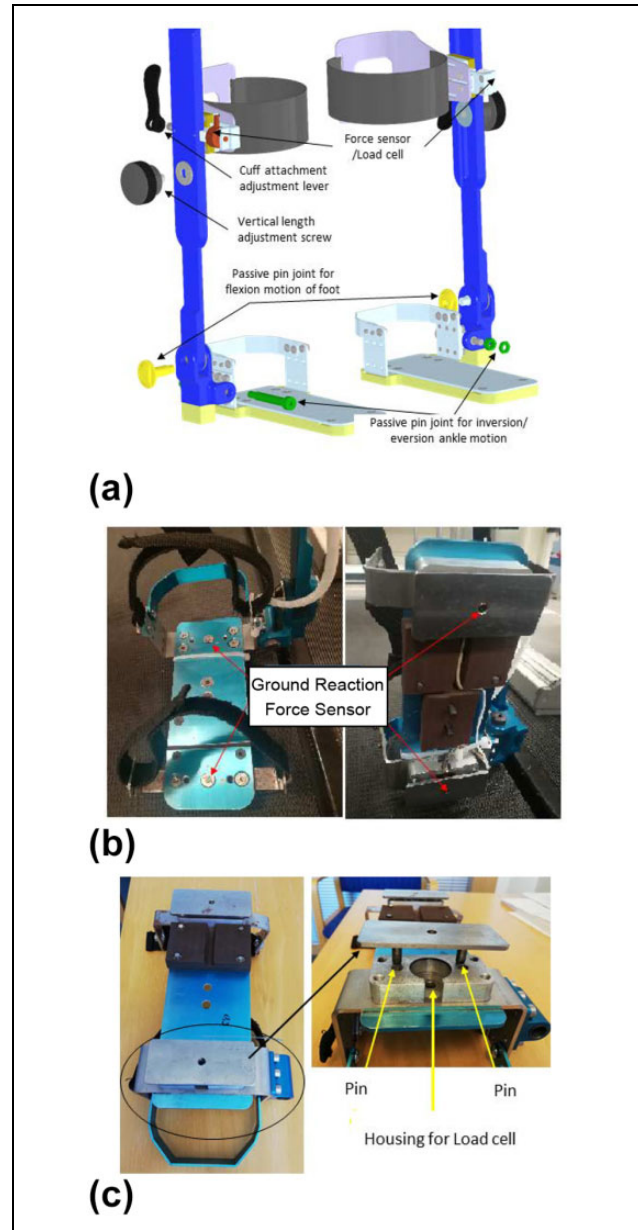 Force sensor
/Load cell
Cuff attachment
adjustment lever
Vertical length
adjustment screw
Passive pin joint for
flexion motion of foot
Passive pin joint for inversion/
eversion ankle motion
(a)
Ground Reaction
Force Sensor
(b)
Pin
Pin
Housing for Load cell
(c)